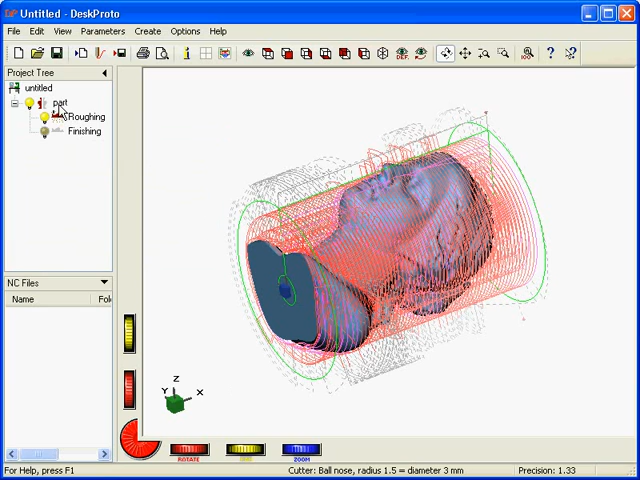 Untitled - DeskProto
File Edit View Parameters Create Options Help
Project Tree
untitled
part
Roughing
Finishing
NC Files
Name Fol
Z
Y X
ROTATE ZOOM
For Help, press F1 Cutter: Ball nose, radius 1.5 = diameter 3 mm Precision: 1.33